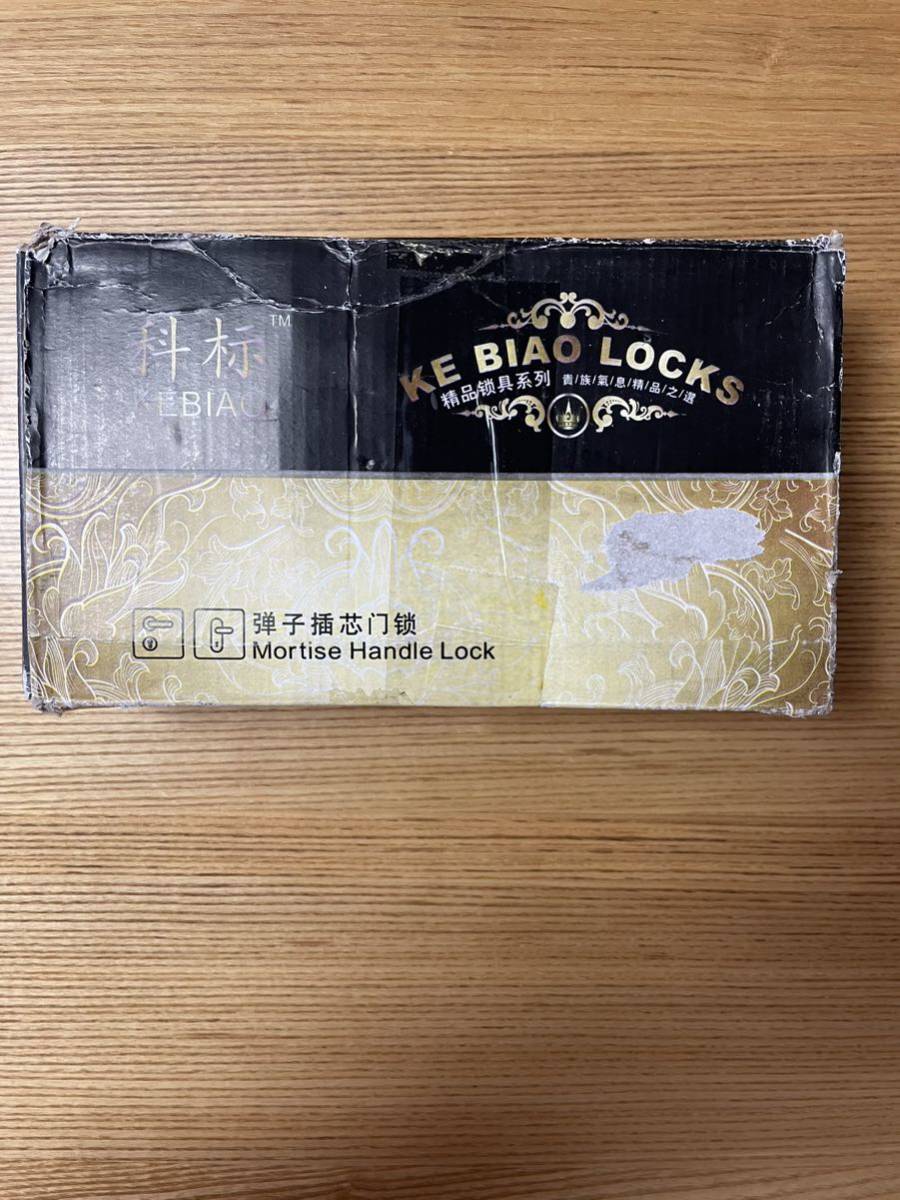 科标™
KEBIAO
KE BIAO LOCKS
精品锁具系列 贵/族/氣/息/精/品/之/選
弹子插芯门锁
Mortise Handle Lock